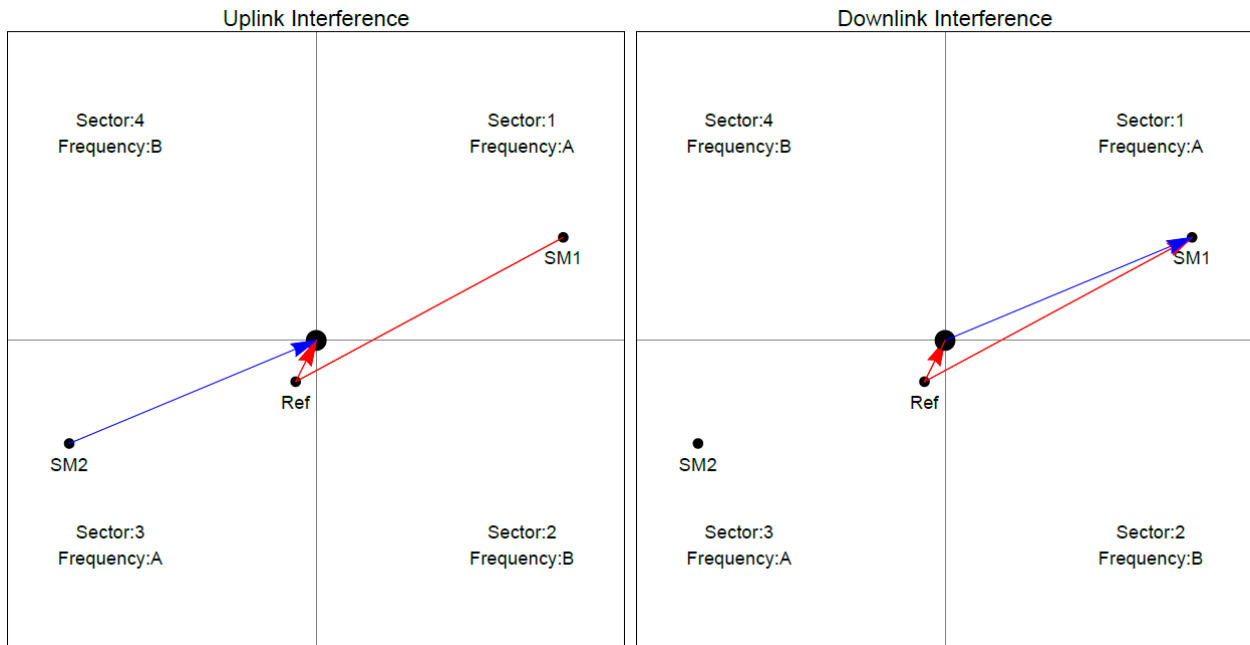 Uplink Interference
Sector:4
Frequency:B
Sector:1
Frequency:A
SM1
Ref
SM2
Sector:3
Frequency:A
Sector:2
Frequency:B
Downlink Interference
Sector:4
Frequency:B
Sector:1
Frequency:A
SM1
Ref
SM2
Sector:3
Frequency:A
Sector:2
Frequency:B